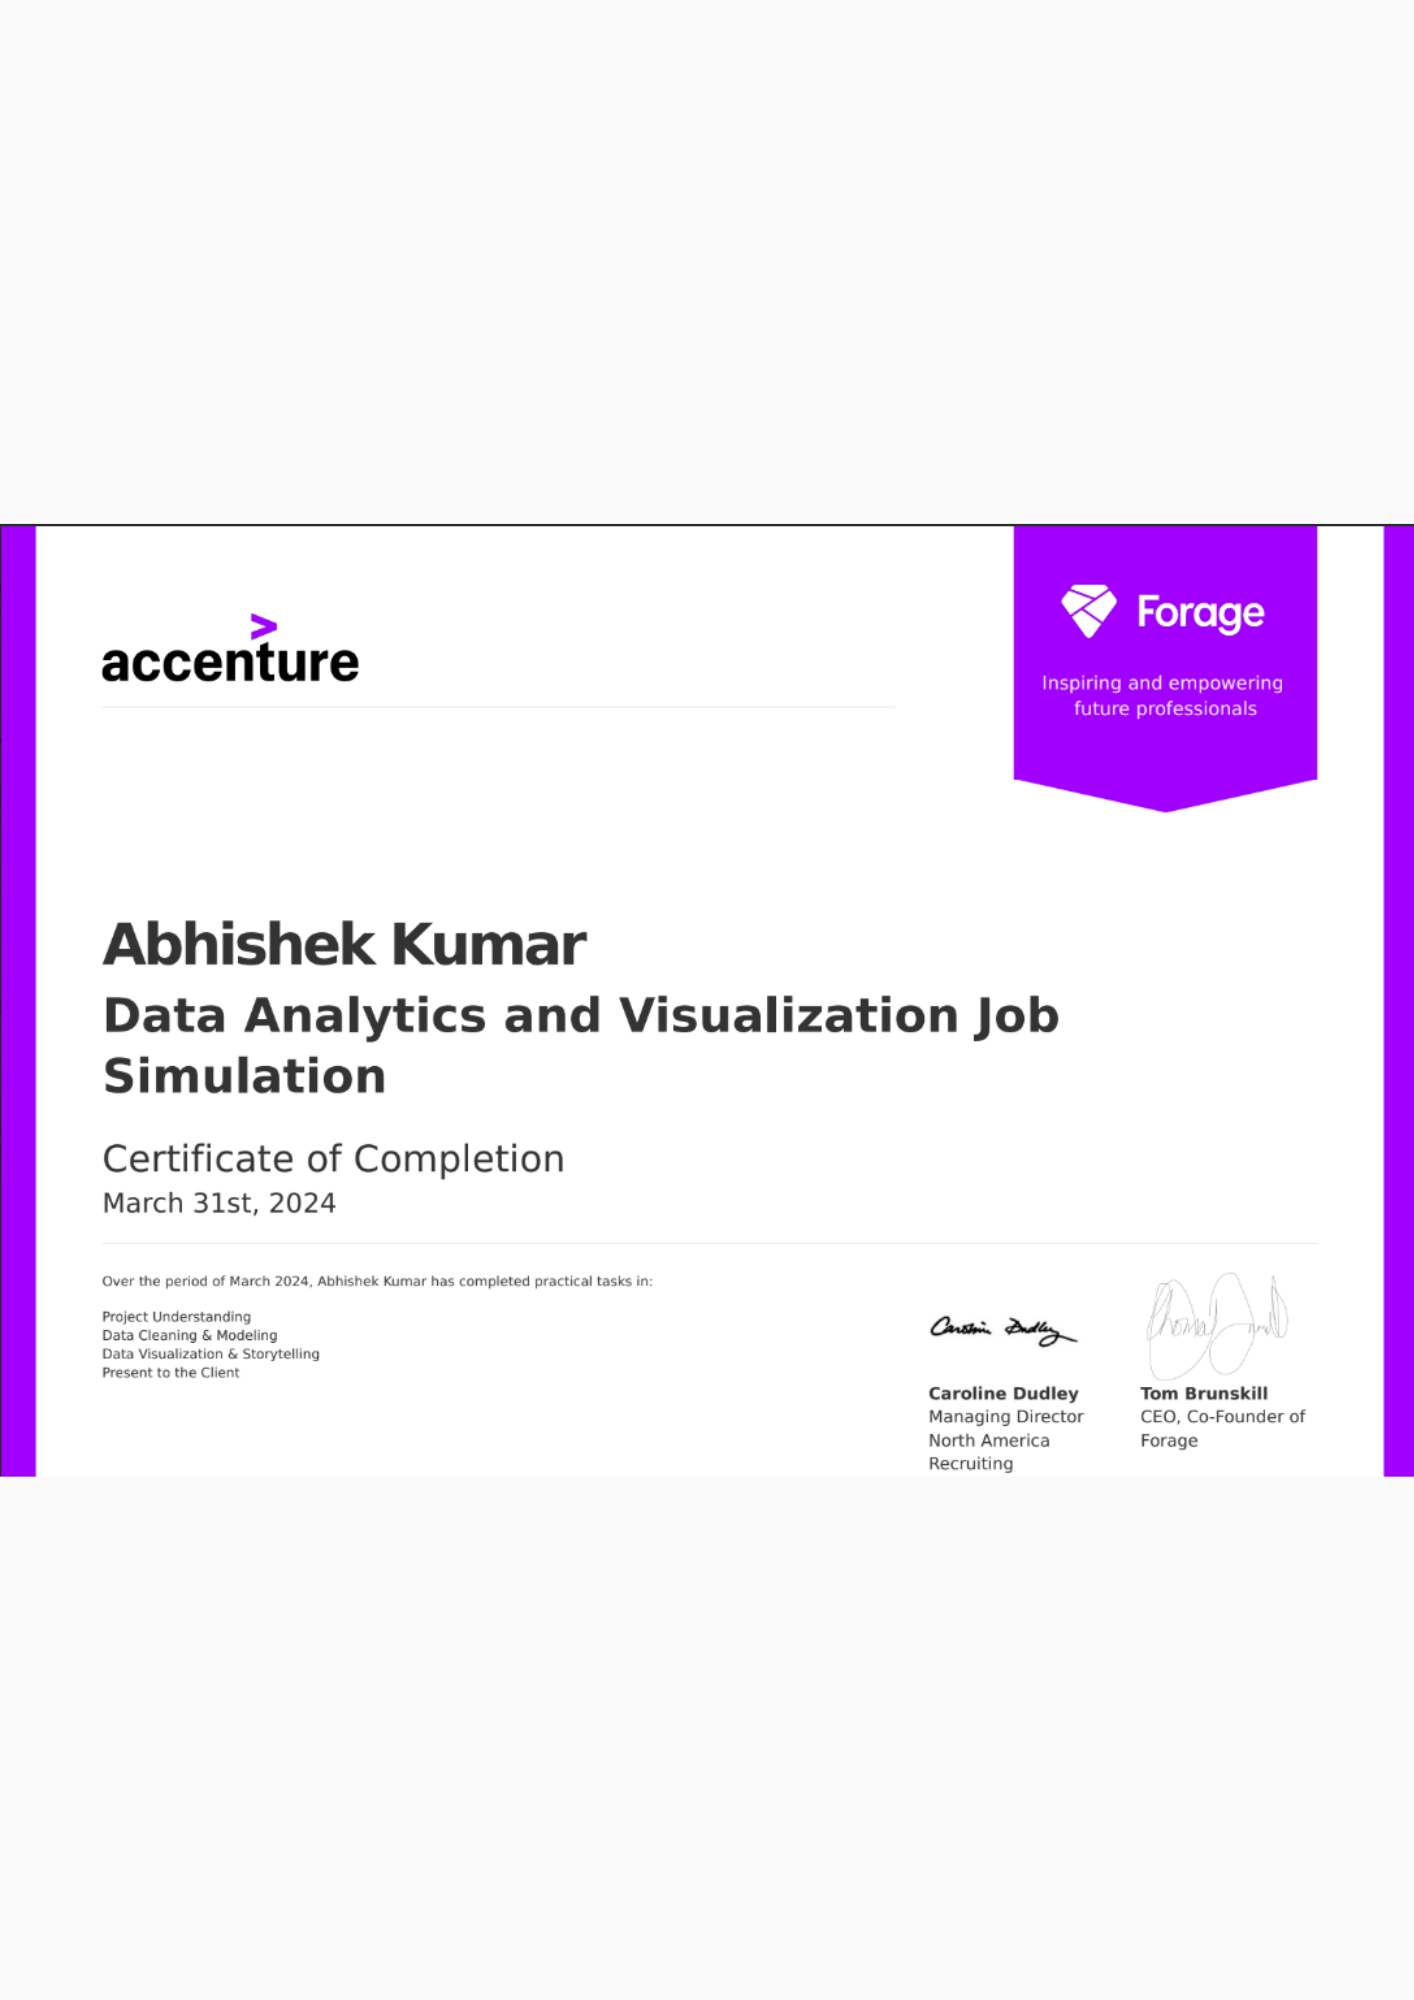 accenture
>
Forage
Inspiring and empowering
future professionals
Abhishek Kumar
Data Analytics and Visualization Job
Simulation
Certificate of Completion
March 31st, 2024
Over the period of March 2024, Abhishek Kumar has completed practical tasks in:
Project Understanding
Data Cleaning & Modeling
Data Visualization & Storytelling
Present to the Client
Caroline Dudley
Caroline Dudley
Managing Director
North America
Recruiting
Tom Brunskill
CEO, Co-Founder of
Forage